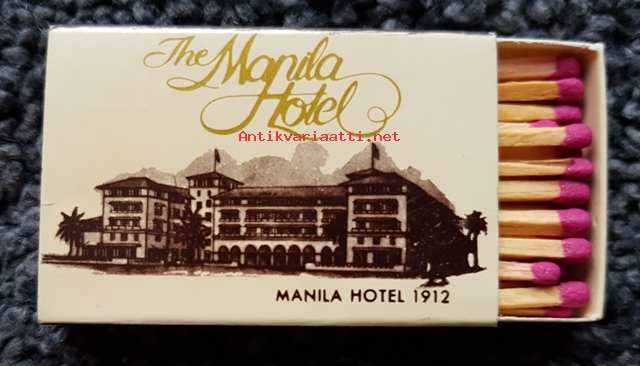 The Manila
Hotel
Antikvariaatti.net
MANILA HOTEL 1912